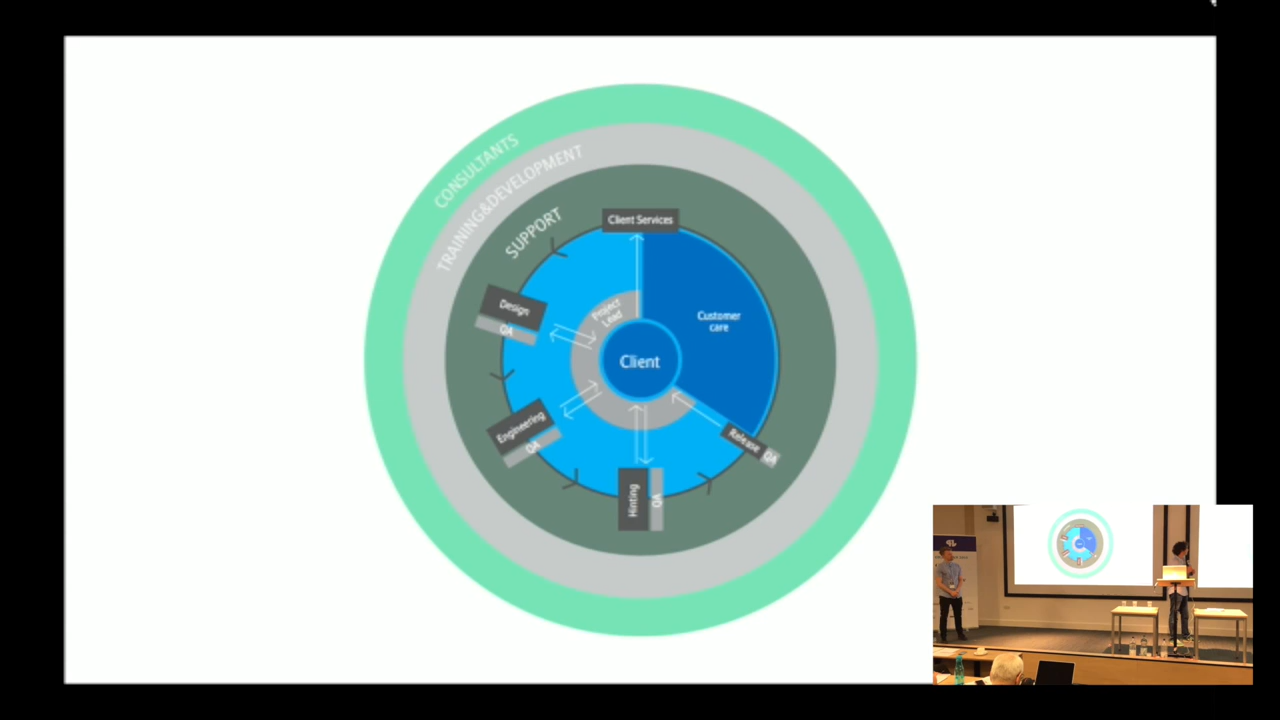 CONSULTANTS
TRAINING&DEVELOPMENT
SUPPORT
Client Services
Design
QA
Project
Lead
Customer
care
Client
Engineering
QA
Release
QA
Hinting
QA